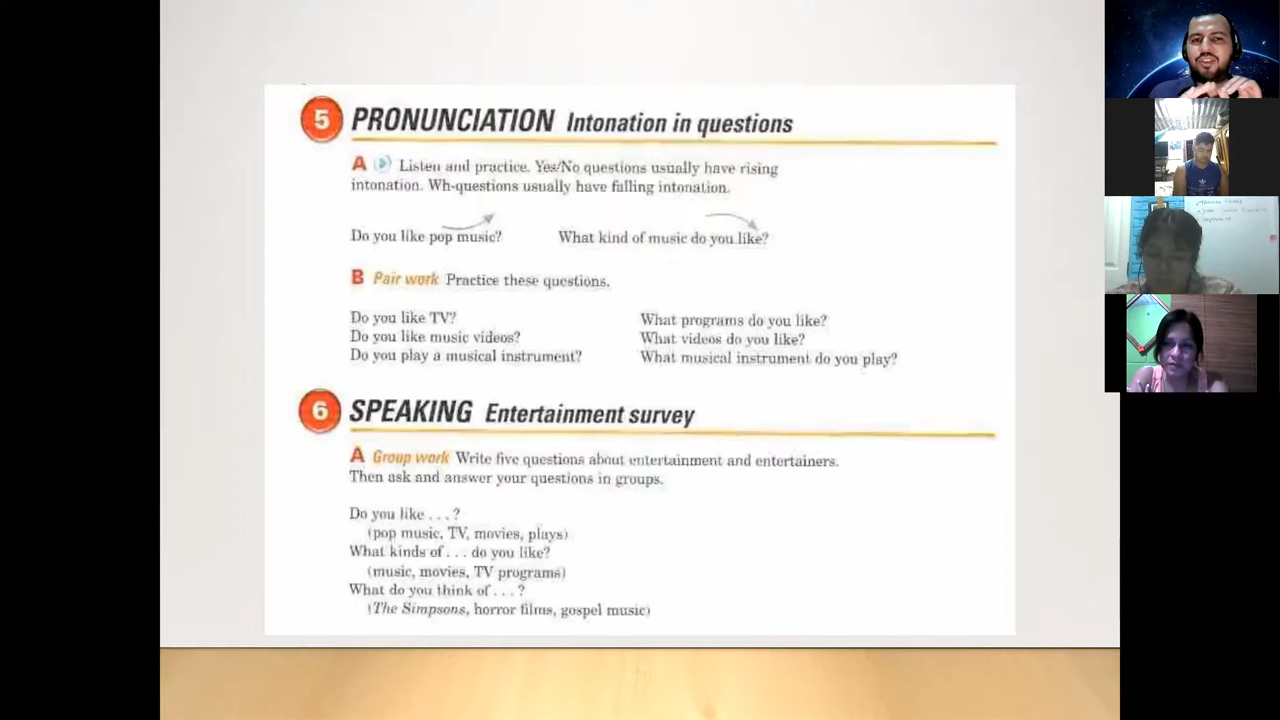 5 PRONUNCIATION Intonation in questions
A Listen and practice. Yes/No questions usually have rising
intonation. Wh-questions usually have falling intonation.
Do you like pop music? What kind of music do you like?
B Pair work Practice these questions.
Do you like TV? What programs do you like?
Do you like music videos? What videos do you like?
Do you play a musical instrument? What musical instrument do you play?
6 SPEAKING Entertainment survey
A Group work Write five questions about entertainment and entertainers.
Then ask and answer your questions in groups.
Do you like . . . ?
(pop music, TV, movies, plays)
What kinds of . . . do you like?
(music, movies, TV programs)
What do you think of . . . ?
(The Simpsons, horror films, gospel music)